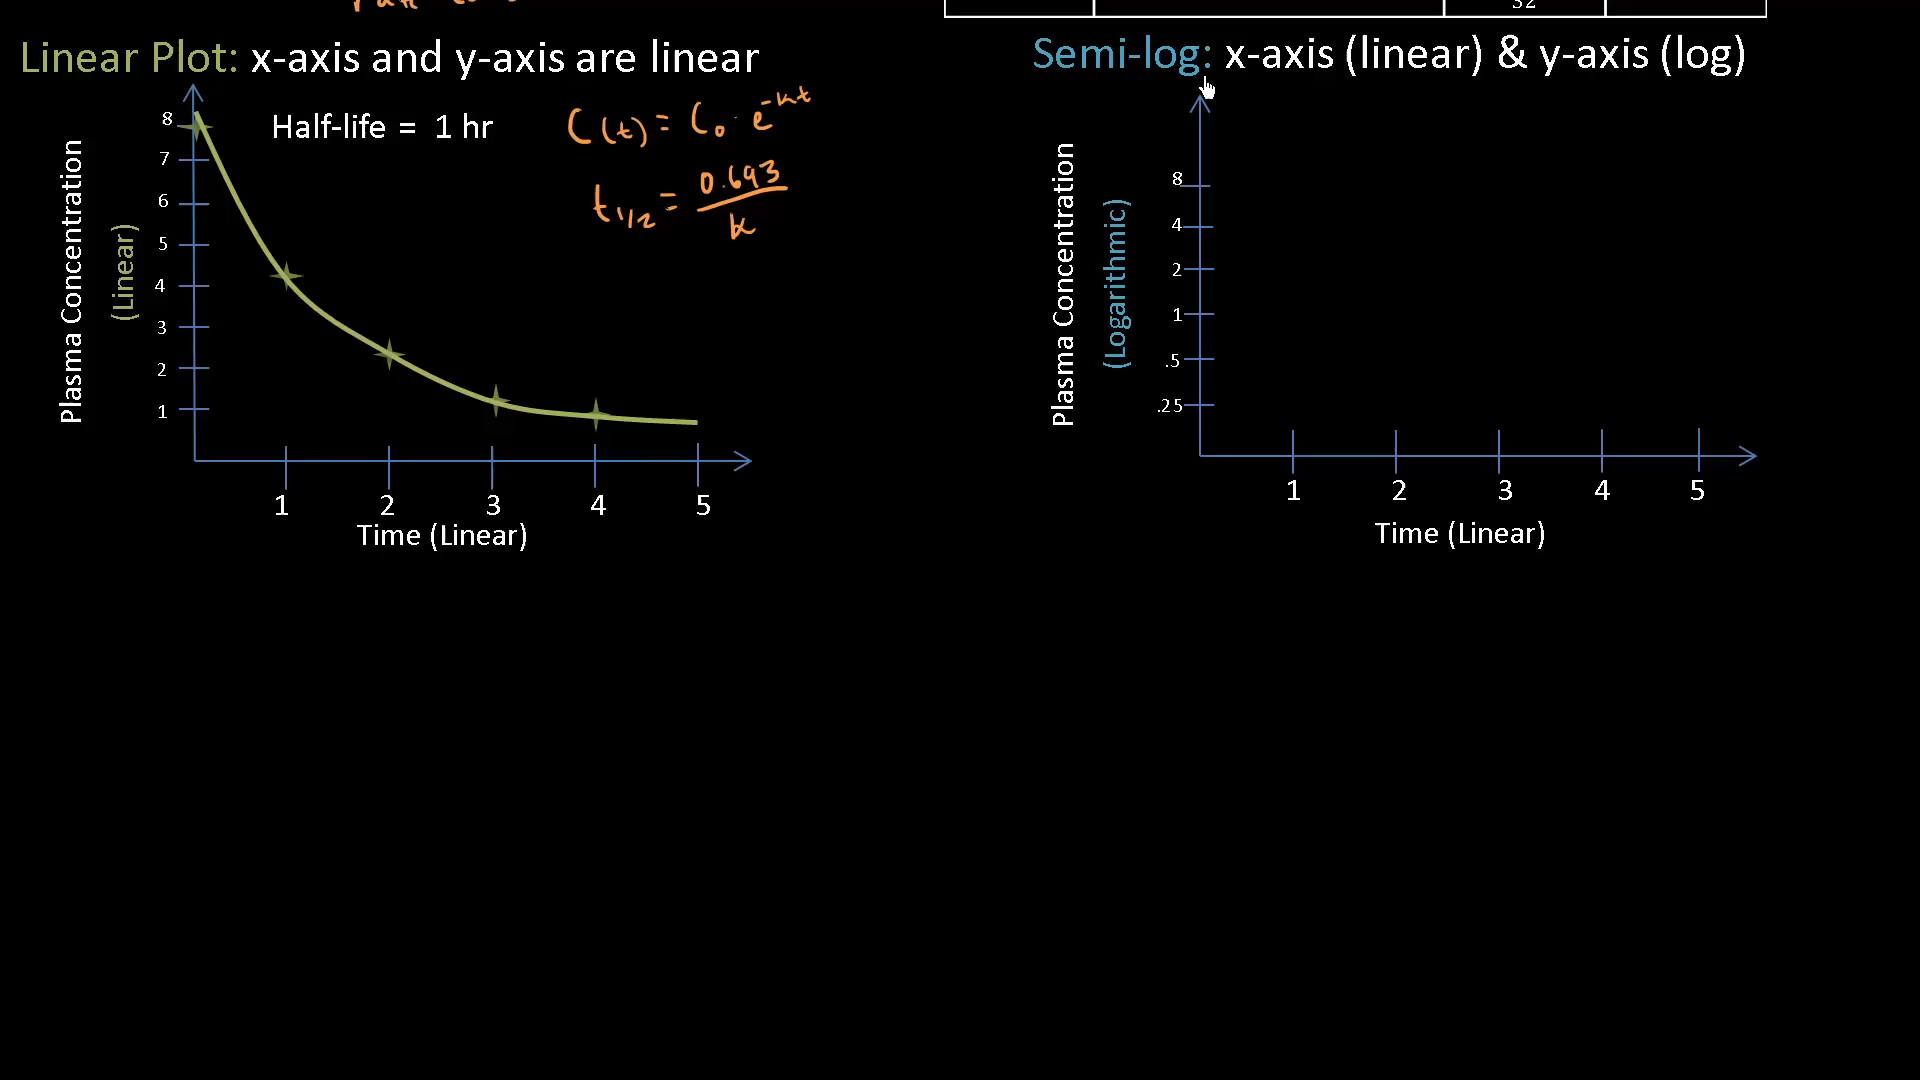 Linear Plot: x-axis and y-axis are linear
Half-life = 1 hr
C(t) = C₀ · e^-kt
t 1/2 = 0.693 / k
Plasma Concentration
(Linear)
8
7
6
5
4
3
2
1
1 2 3 4 5
Time (Linear)
32
Semi-log: x-axis (linear) & y-axis (log)
Plasma Concentration
(Logarithmic)
8
4
2
1
.5
.25
1 2 3 4 5
Time (Linear)